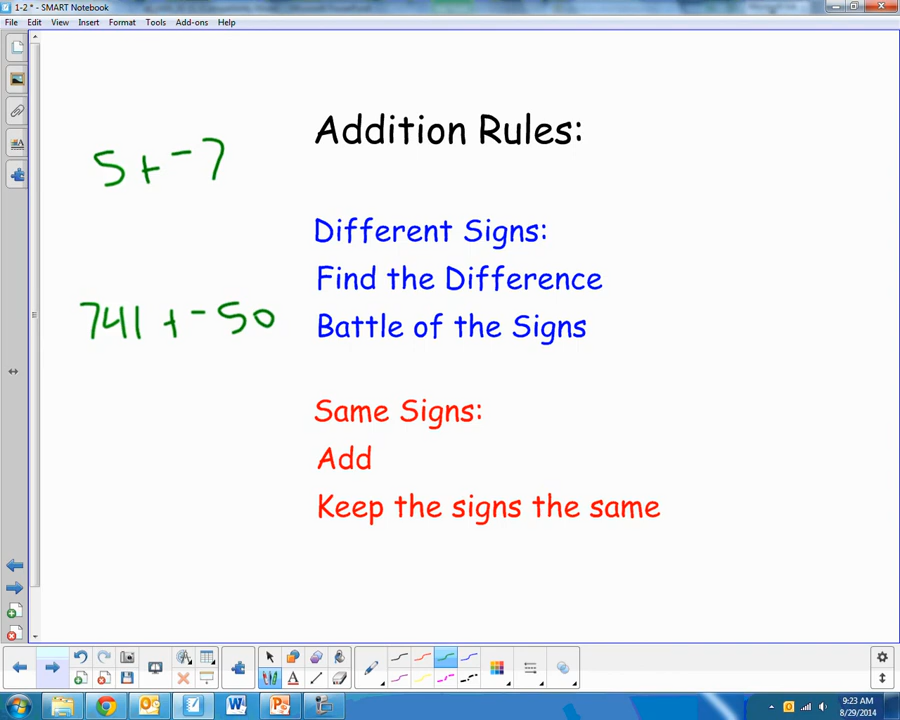 1-2 * - SMART Notebook
File Edit View Insert Format Tools Add-ons Help
Addition Rules:
5 + -7
Different Signs:
Find the Difference
741 + -50
Battle of the Signs
Same Signs:
Add
Keep the signs the same
9:23 AM
8/29/2014